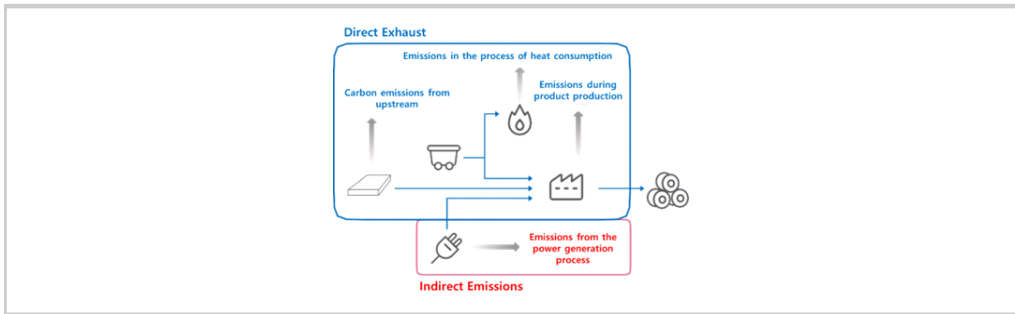 Direct Exhaust
Emissions in the process of heat consumption
Carbon emissions from
upstream
Emissions during
product production
Emissions from the
power generation
process
Indirect Emissions